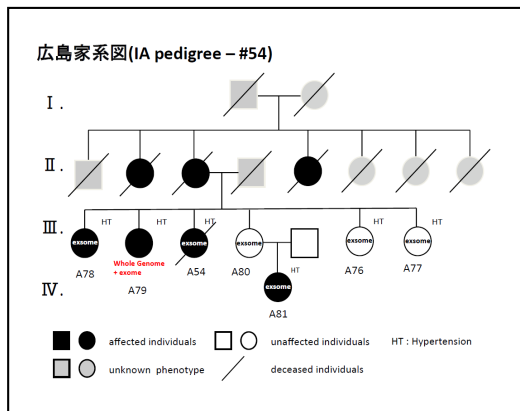 広島家系図(IA pedigree – #54)
I .
II .
III .
HT HT HT HT HT
exsome exsome exsome exsome exsome
A78 Whole Genome + exome A54 A80 A76 A77
A79
IV .
HT
exsome
A81
affected individuals unaffected individuals HT : Hypertension
unknown phenotype deceased individuals